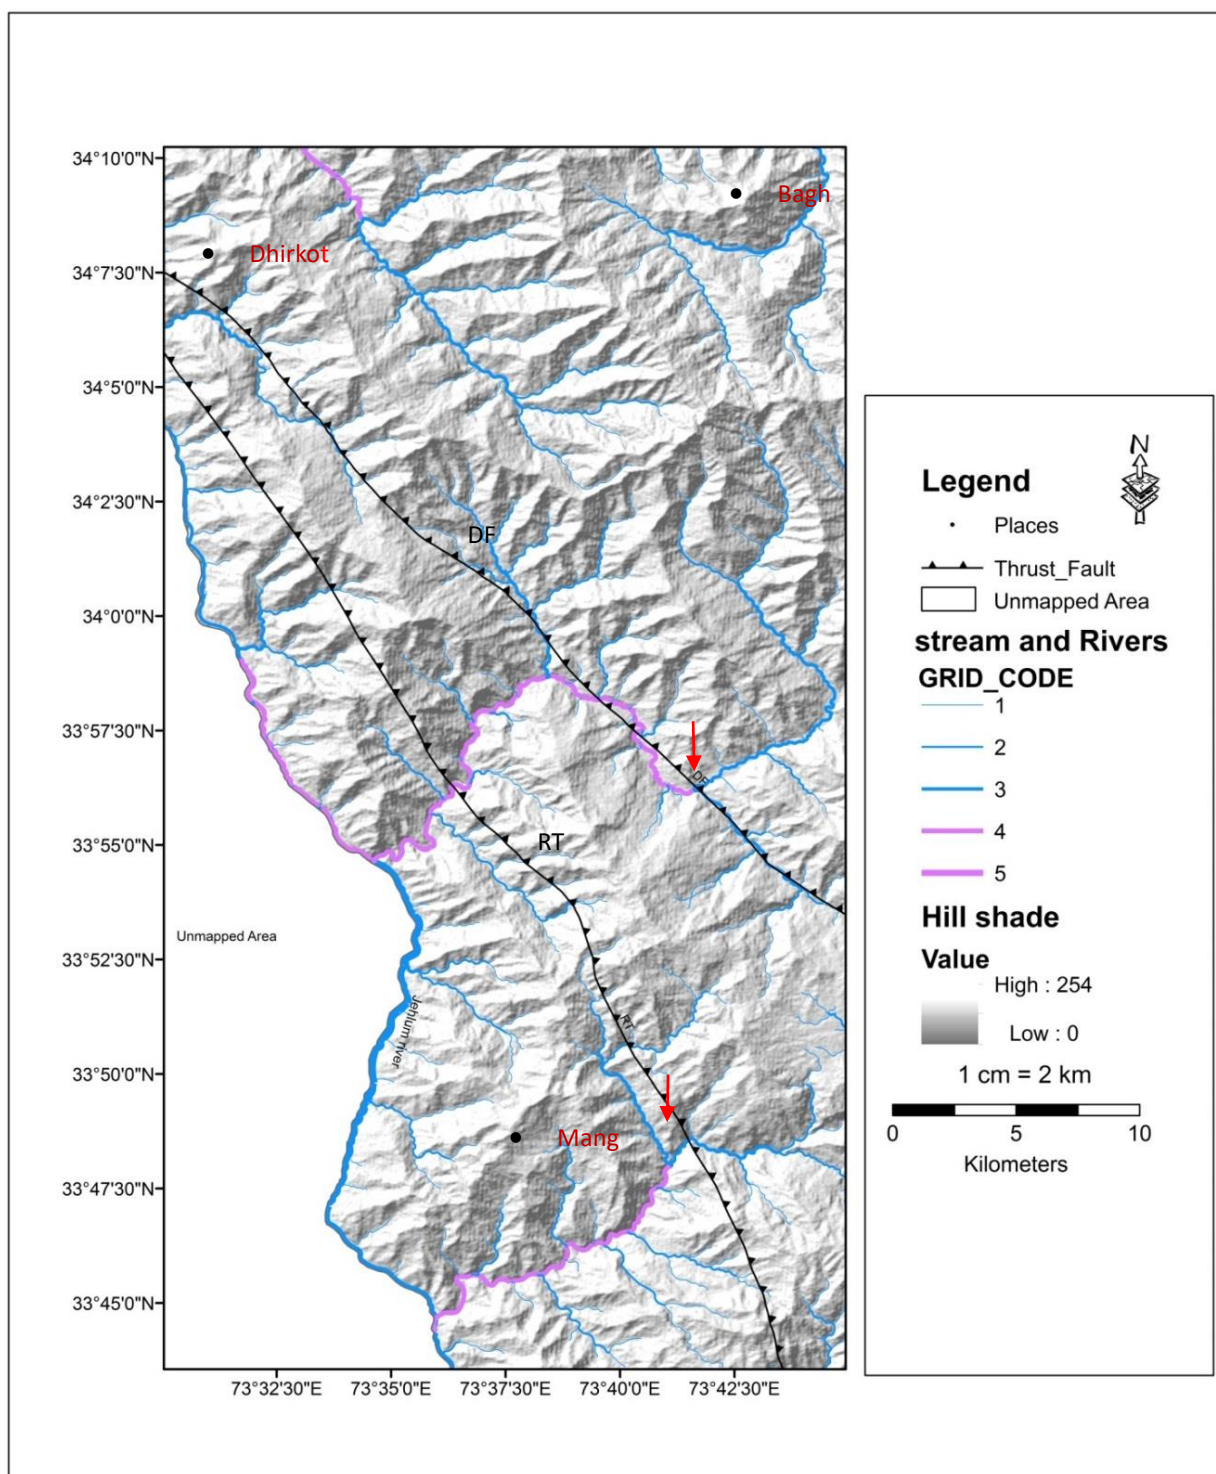 34°10'0"N
34°7'30"N
34°5'0"N
34°2'30"N
34°0'0"N
33°57'30"N
33°55'0"N
33°52'30"N
33°50'0"N
33°47'30"N
33°45'0"N
Bagh
Dhirkot
DF
DF
RT
Unmapped Area
Jehlum river
RT
Mang
73°32'30"E
73°35'0"E
73°37'30"E
73°40'0"E
73°42'30"E
N
Legend
Places
Thrust_Fault
Unmapped Area
stream and Rivers
GRID_CODE
1
2
3
4
5
Hill shade
Value
High : 254
Low : 0
1 cm = 2 km
0 5 10
Kilometers